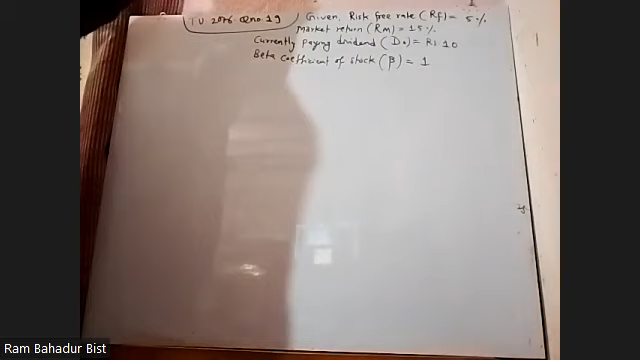 TU 2076 Q.no.19) Given, Risk free rate (Rf) = 5%
Market return (Rm) = 15%
Currently paying dividend (D₀) = Rs 10
Beta coefficient of stock (β) = 1
Ram Bahadur Bist